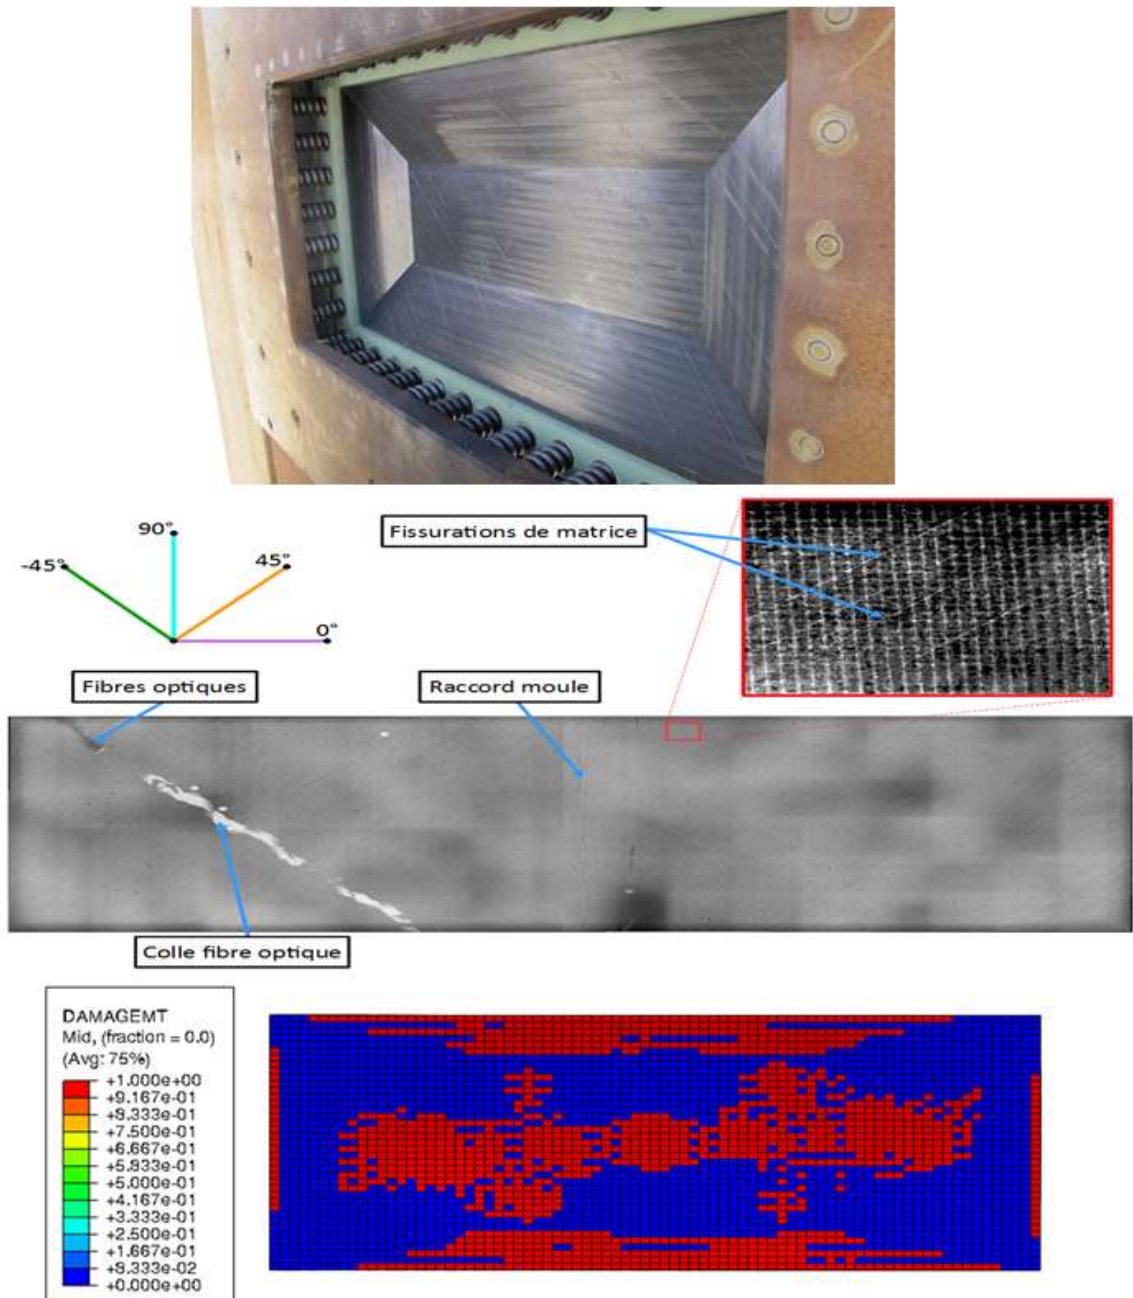 90°
-45°
45°
0°
Fissurations de matrice
Fibres optiques
Raccord moule
Colle fibre optique
DAMAGEMT
Mid, (fraction = 0.0)
(Avg: 75%)
+1.000e+00
+9.167e-01
+8.333e-01
+7.500e-01
+6.667e-01
+5.833e-01
+5.000e-01
+4.167e-01
+3.333e-01
+2.500e-01
+1.667e-01
+8.333e-02
+0.000e+00